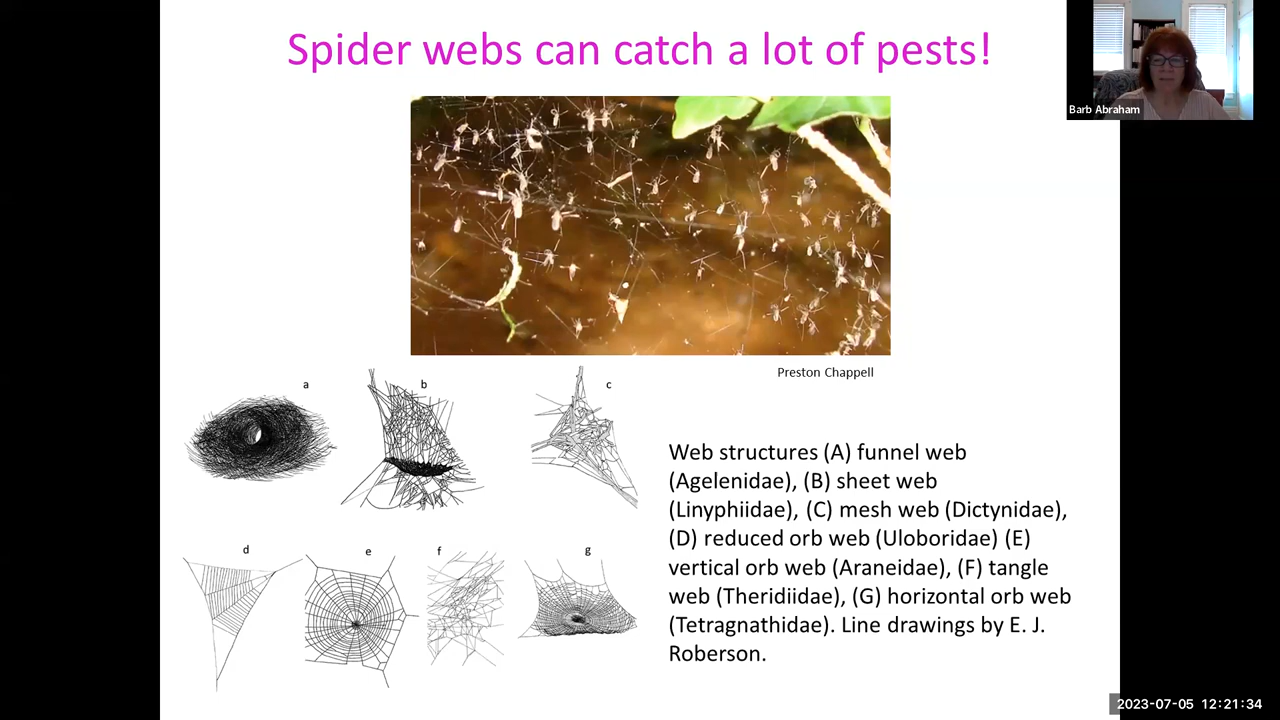 Spider webs can catch a lot of pests!
Barb Abraham
Preston Chappell
a
b
c
d
e
f
g
Web structures (A) funnel web
(Agelenidae), (B) sheet web
(Linyphiidae), (C) mesh web (Dictynidae),
(D) reduced orb web (Uloboridae) (E)
vertical orb web (Araneidae), (F) tangle
web (Theridiidae), (G) horizontal orb web
(Tetragnathidae). Line drawings by E. J.
Roberson.
2023-07-05 12:21:34